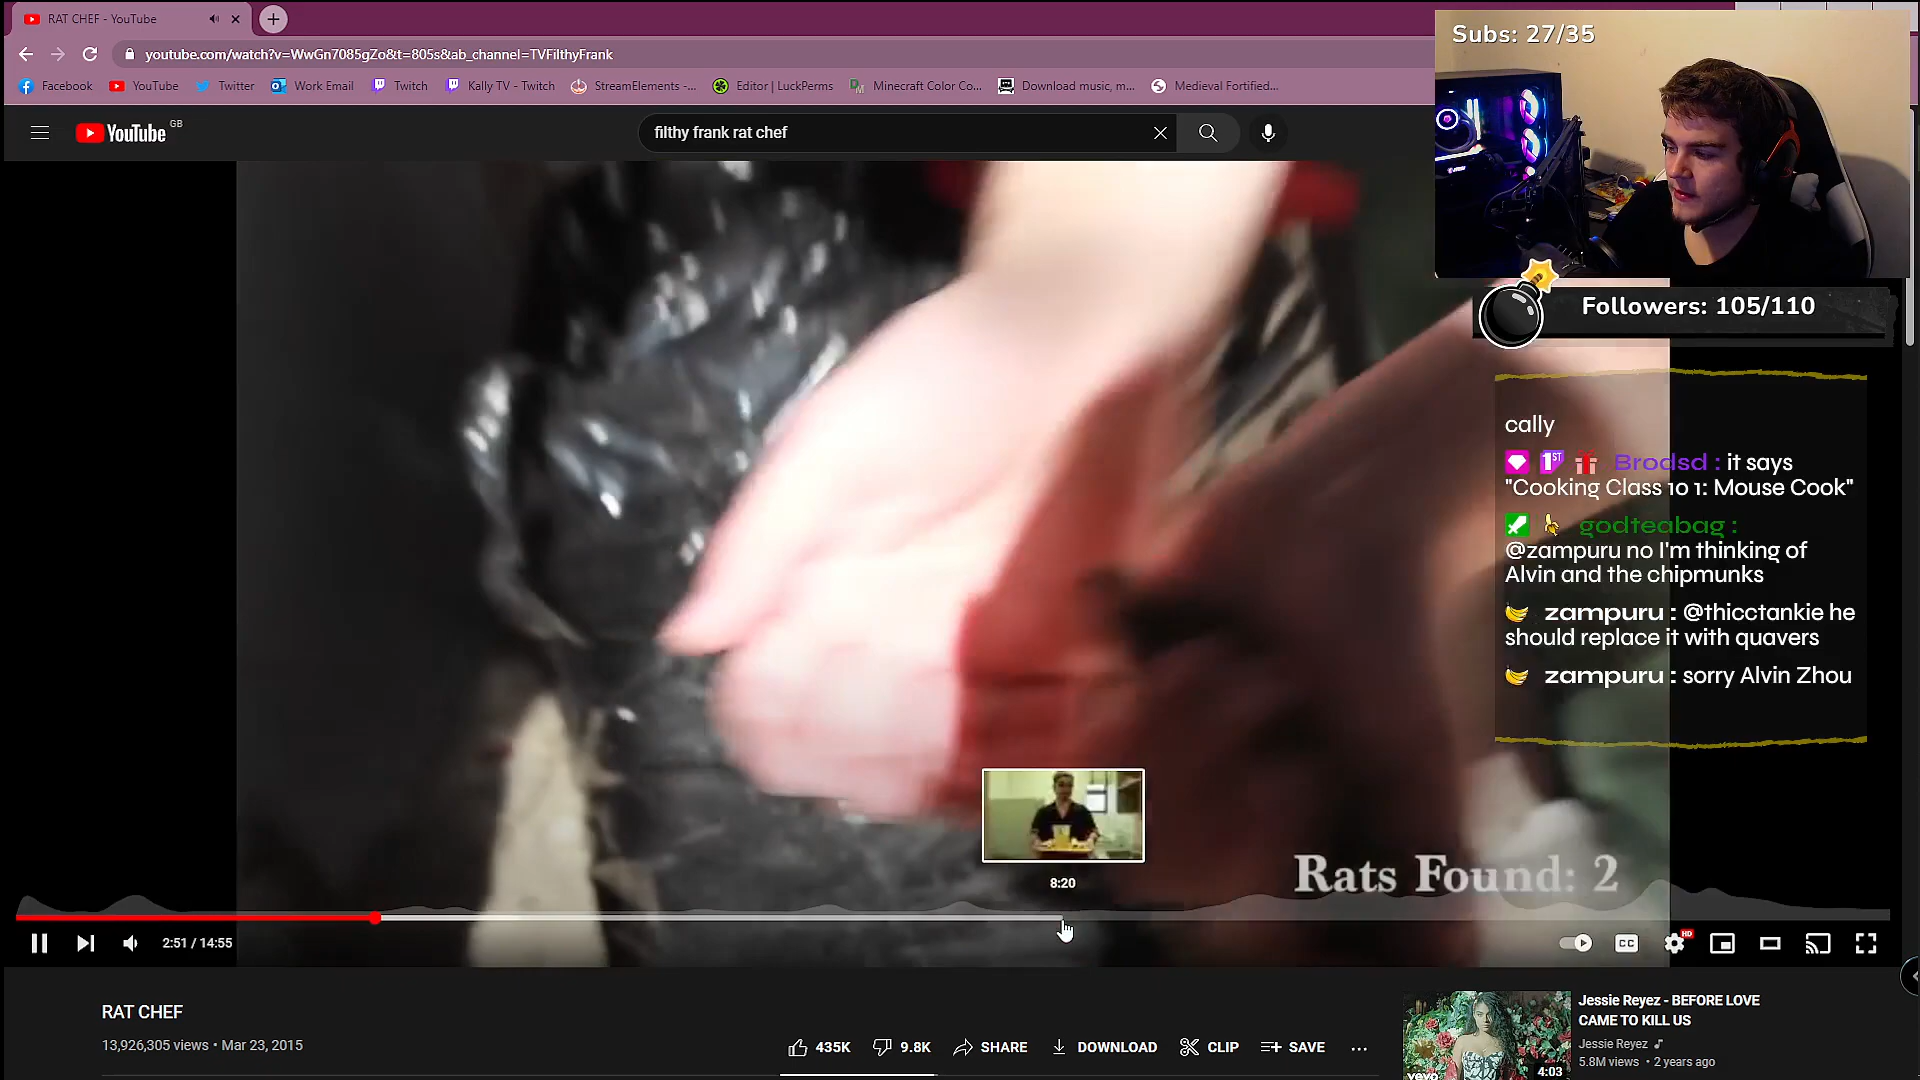 RAT CHEF - YouTube
youtube.com/watch?v=WwGn7085gZo&t=805s&ab_channel=TVFilthyFrank
Facebook YouTube Twitter Work Email Twitch Kally TV - Twitch StreamElements -... Editor | LuckPerms Minecraft Color Co... Download music, m... Medieval Fortified...
YouTube GB
filthy frank rat chef
Subs: 27/35
Followers: 105/110
cally
1ST Brodsd : it says
"Cooking Class 10 1: Mouse Cook"
godteabag :
@zampuru no I'm thinking of
Alvin and the chipmunks
zampuru : @thicctankie he
should replace it with quavers
zampuru : sorry Alvin Zhou
Rats Found: 2
8:20
2:51 / 14:55
CC
HD
RAT CHEF
13,926,305 views • Mar 23, 2015
435K 9.8K SHARE DOWNLOAD CLIP SAVE ...
Jessie Reyez - BEFORE LOVE
CAME TO KILL US
Jessie Reyez
5.8M views • 2 years ago
vevo
4:03